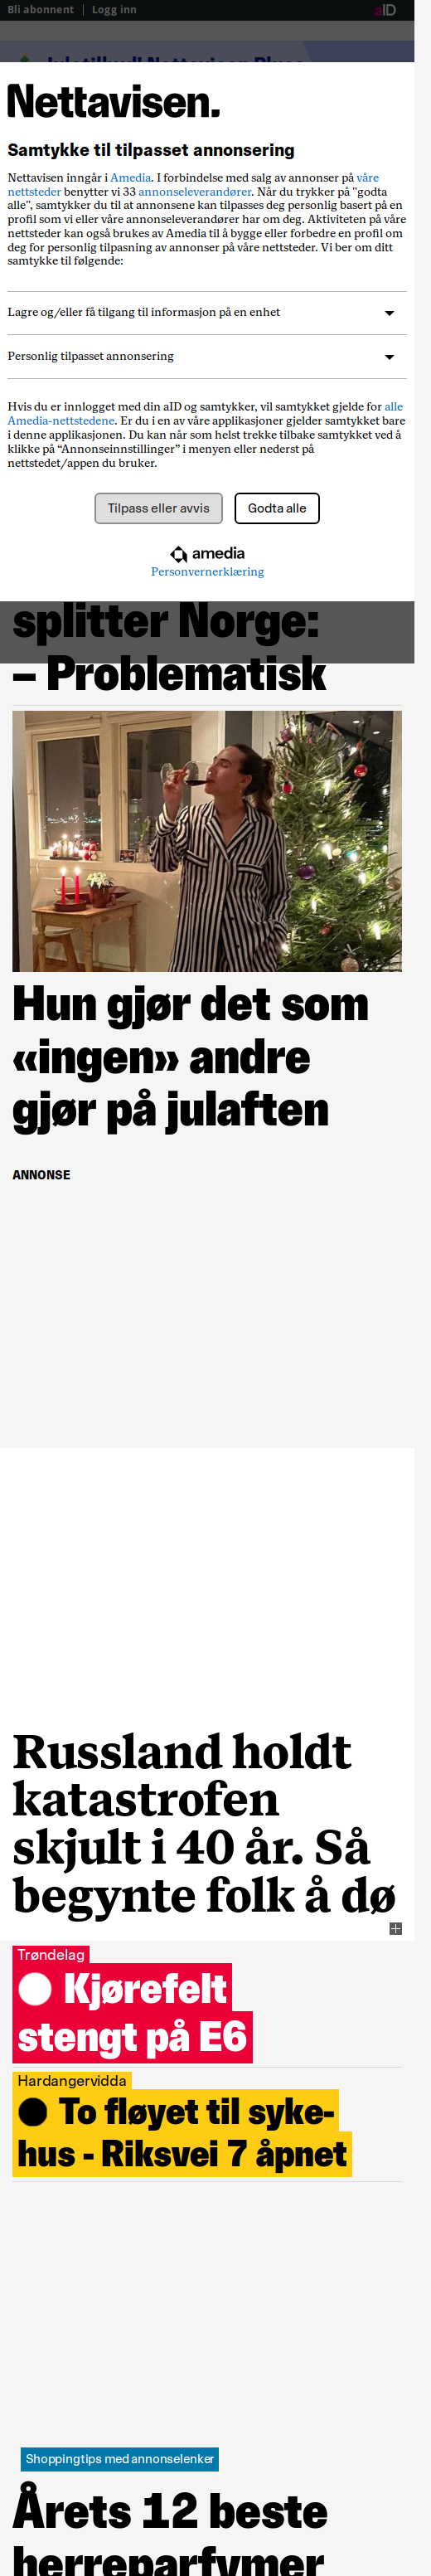 Bli abonnent
Logg inn
aID
Nettavisen.
Samtykke til tilpasset annonsering
Nettavisen inngår i Amedia. I forbindelse med salg av annonser på våre
nettsteder benytter vi 33 annonseleverandører. Når du trykker på "godta
alle", samtykker du til at annonsene kan tilpasses deg personlig basert på en
profil som vi eller våre annonseleverandører har om deg. Aktiviteten på våre
nettsteder kan også brukes av Amedia til å bygge eller forbedre en profil om
deg for personlig tilpasning av annonser på våre nettsteder. Vi ber om ditt
samtykke til følgende:
Lagre og/eller få tilgang til informasjon på en enhet
Personlig tilpasset annonsering
Hvis du er innlogget med din aID og samtykker, vil samtykket gjelde for alle
Amedia-nettstedene. Er du i en av våre applikasjoner gjelder samtykket bare
i denne applikasjonen. Du kan når som helst trekke tilbake samtykket ved å
klikke på “Annonseinnstillinger” i menyen eller nederst på
nettstedet/appen du bruker.
Tilpass eller avvis
Godta alle
amedia
Personvernerklæring
splitter Norge:
– Problematisk
Hun gjør det som
«ingen» andre
gjør på julaften
ANNONSE
Russland holdt
katastrofen
skjult i 40 år. Så
begynte folk å dø
Trøndelag
Kjørefelt
stengt på E6
Hardangervidda
To fløyet til syke-
hus - Riksvei 7 åpnet
Shoppingtips med annonselenker
Årets 12 beste
herreparfymer